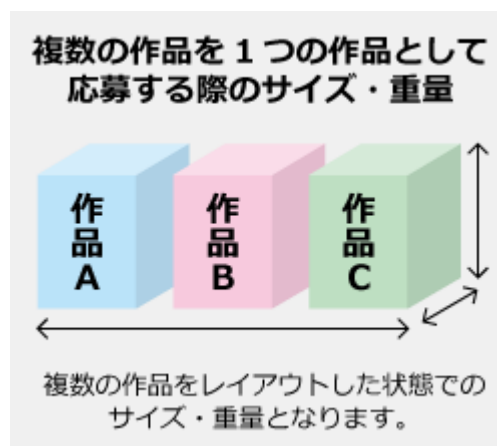 複数の作品を1つの作品として
応募する際のサイズ・重量
作品A
作品B
作品C
複数の作品をレイアウトした状態での
サイズ・重量となります。